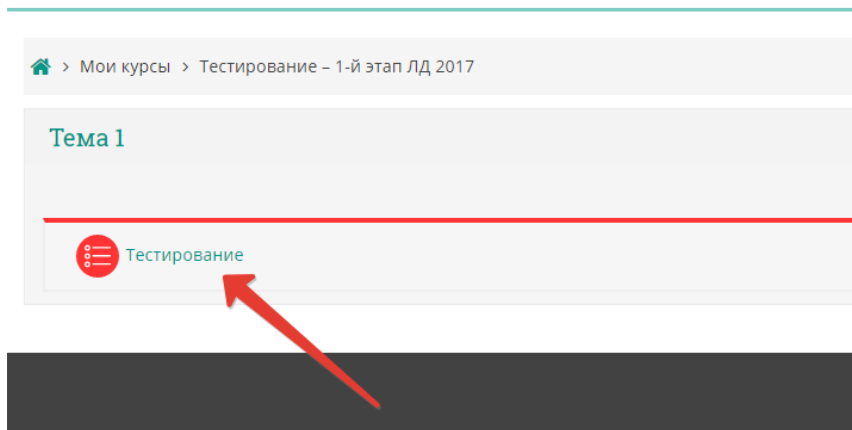 > Мои курсы > Тестирование – 1-й этап ЛД 2017
Тема 1
Тестирование